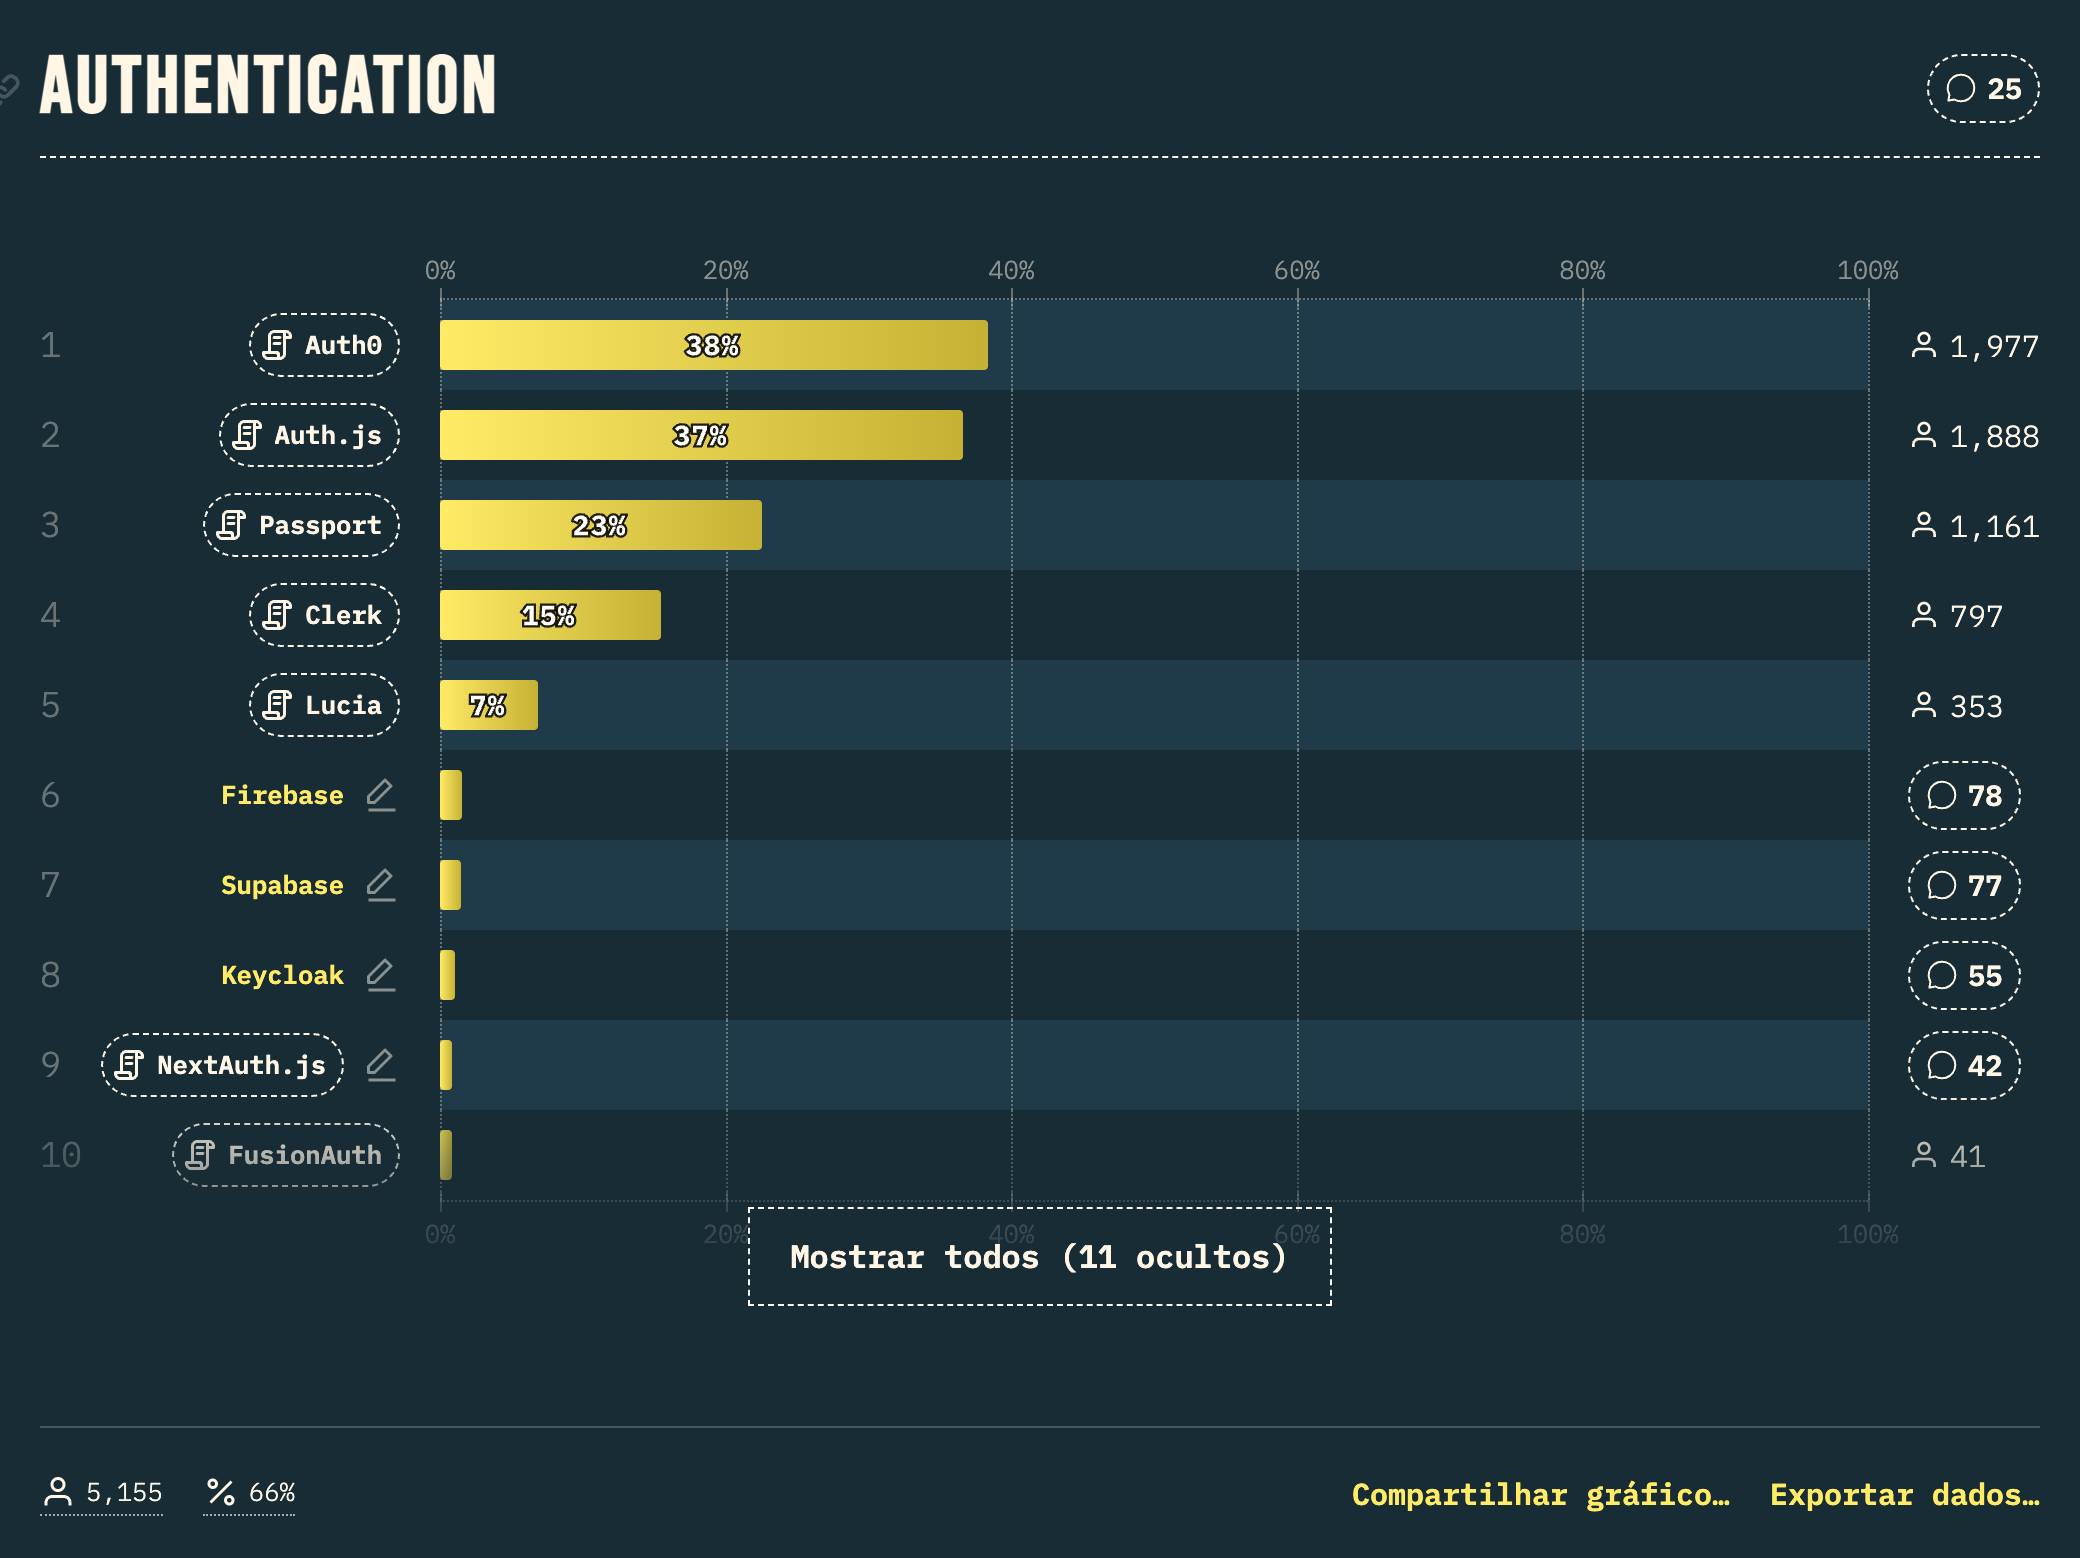 AUTHENTICATION 25
0% 20% 40% 60% 80% 100%
1 Auth0 38% 1,977
2 Auth.js 37% 1,888
3 Passport 23% 1,161
4 Clerk 15% 797
5 Lucia 7% 353
6 Firebase 78
7 Supabase 77
8 Keycloak 55
9 NextAuth.js 42
10 FusionAuth 41
0% 20% 40% 60% 80% 100%
Mostrar todos (11 ocultos)
5,155 66% Compartilhar gráfico… Exportar dados…